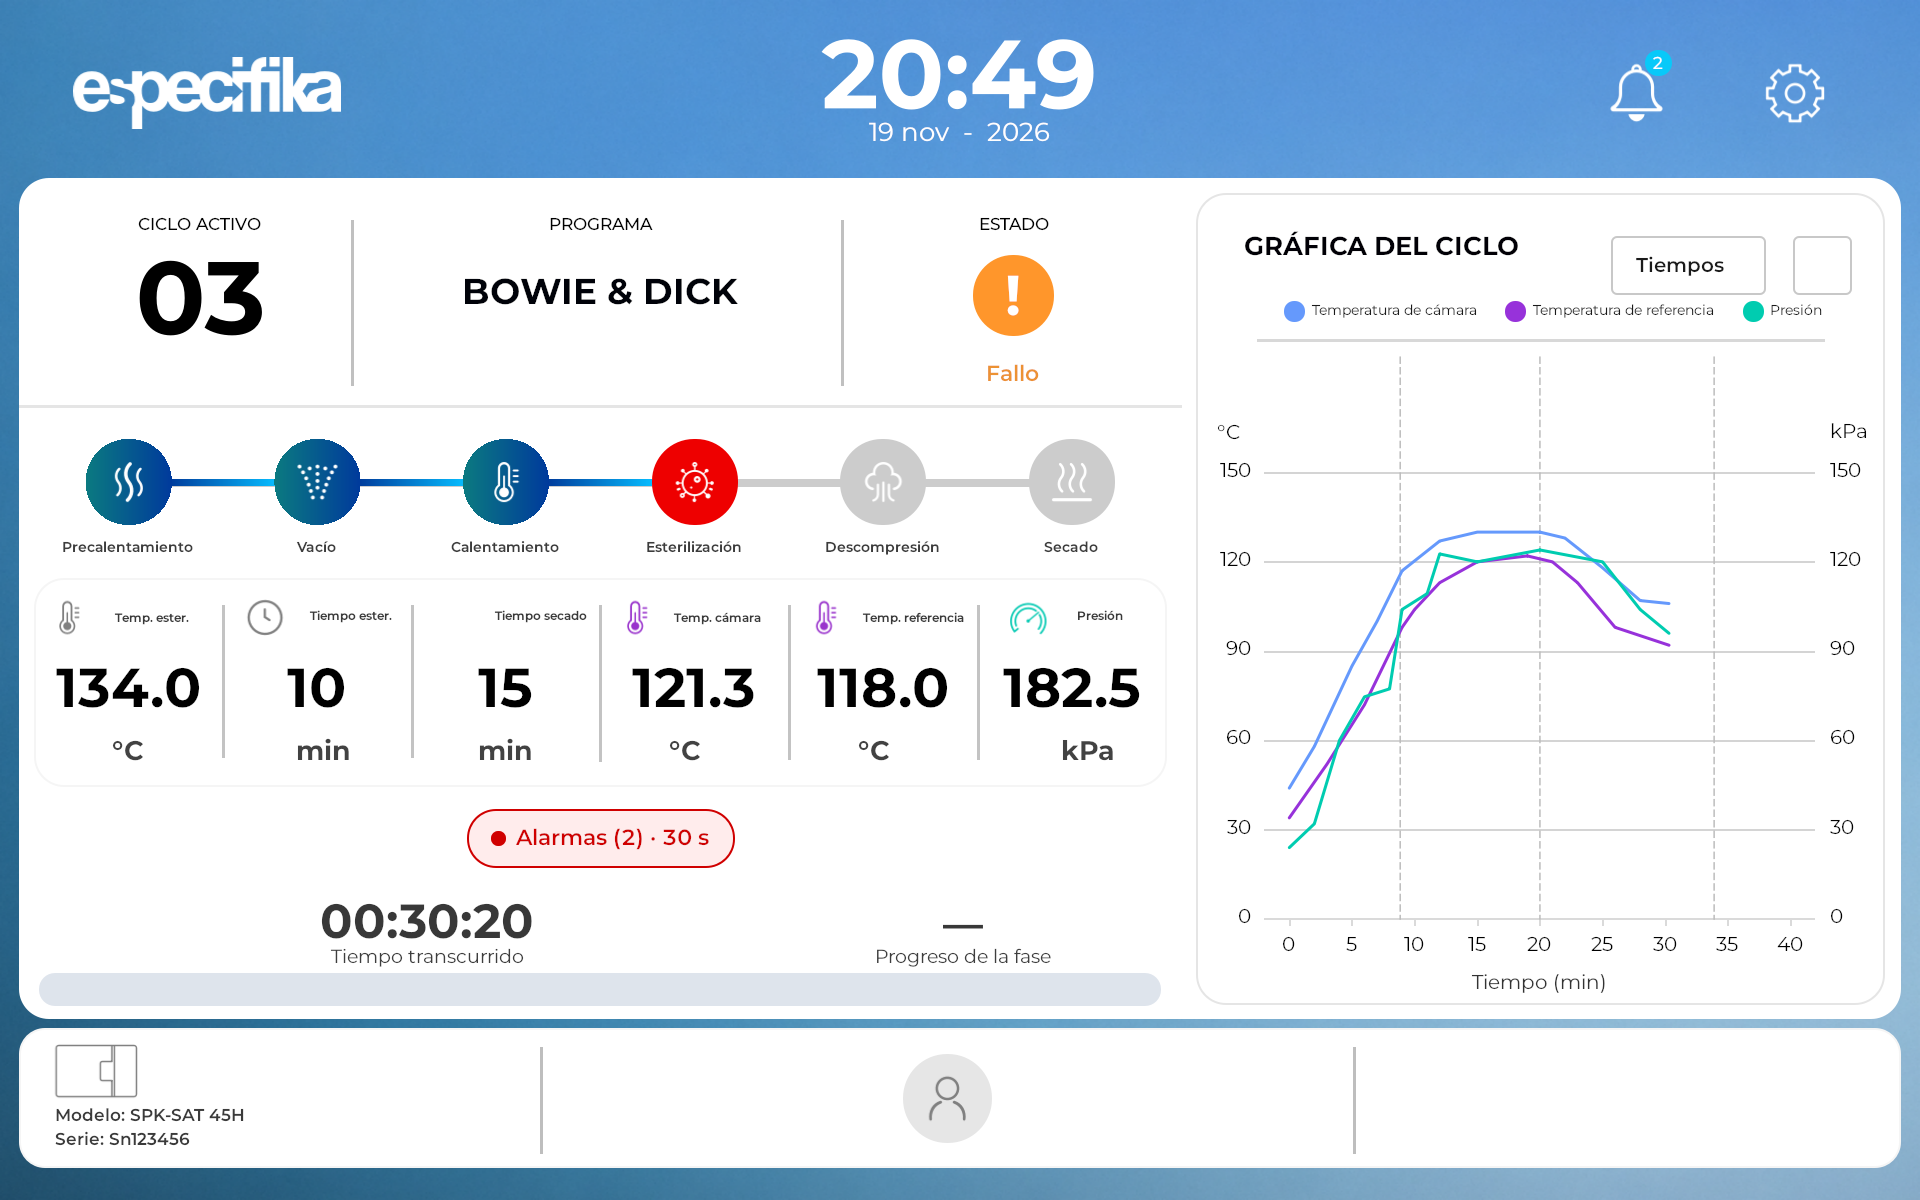 especifika
20:49
19 nov - 2026
2
CICLO ACTIVO
03
PROGRAMA
BOWIE & DICK
ESTADO
!
Fallo
Precalentamiento
Vacío
Calentamiento
Esterilización
Descompresión
Secado
Temp. ester.
134.0
°C
Tiempo ester.
10
min
Tiempo secado
15
min
Temp. cámara
121.3
°C
Temp. referencia
118.0
°C
Presión
182.5
kPa
Alarmas (2) · 30 s
00:30:20
Tiempo transcurrido
—
Progreso de la fase
GRÁFICA DEL CICLO
Tiempos
Temperatura de cámara
Temperatura de referencia
Presión
°C
kPa
150
150
120
120
90
90
60
60
30
30
0
0
0 5 10 15 20 25 30 35 40
Tiempo (min)
Modelo: SPK-SAT 45H
Serie: Sn123456